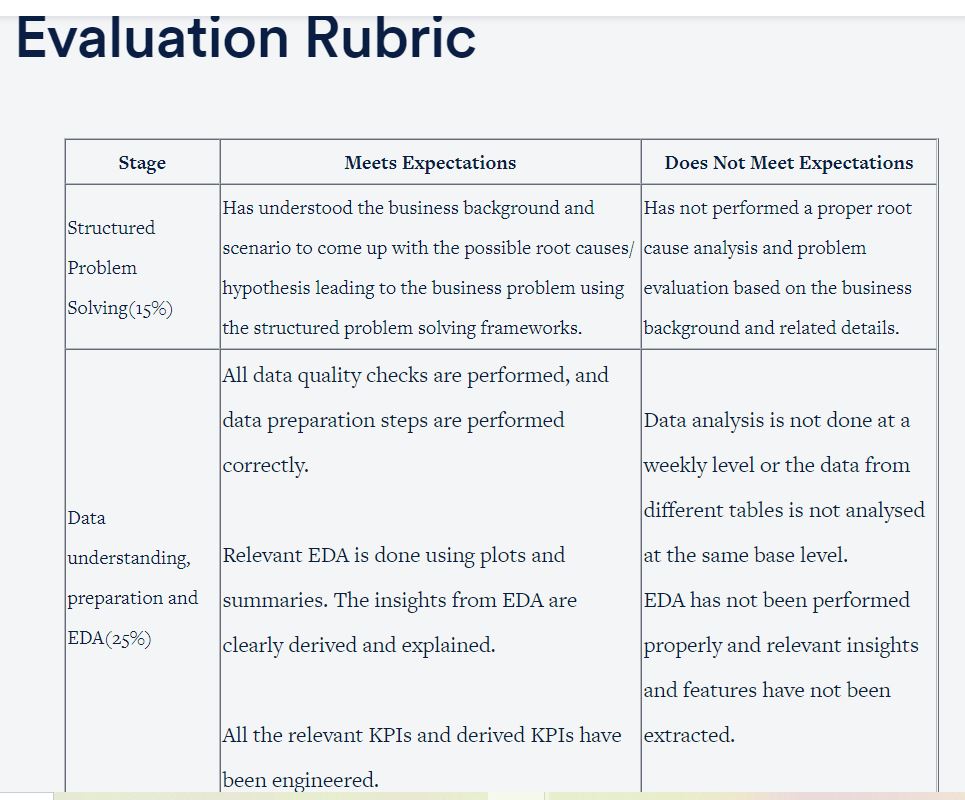 Evaluation Rubric
Stage
Meets Expectations
Does Not Meet Expectations
Structured
Problem
Solving(15%)
Has understood the business background and
scenario to come up with the possible root causes/
hypothesis leading to the business problem using
the structured problem solving frameworks.
Has not performed a proper root
cause analysis and problem
evaluation based on the business
background and related details.
Data
understanding,
preparation and
EDA(25%)
All data quality checks are performed, and
data preparation steps are performed
correctly.
Relevant EDA is done using plots and
summaries. The insights from EDA are
clearly derived and explained.
All the relevant KPIs and derived KPIs have
been engineered.
Data analysis is not done at a
weekly level or the data from
different tables is not analysed
at the same base level.
EDA has not been performed
properly and relevant insights
and features have not been
extracted.